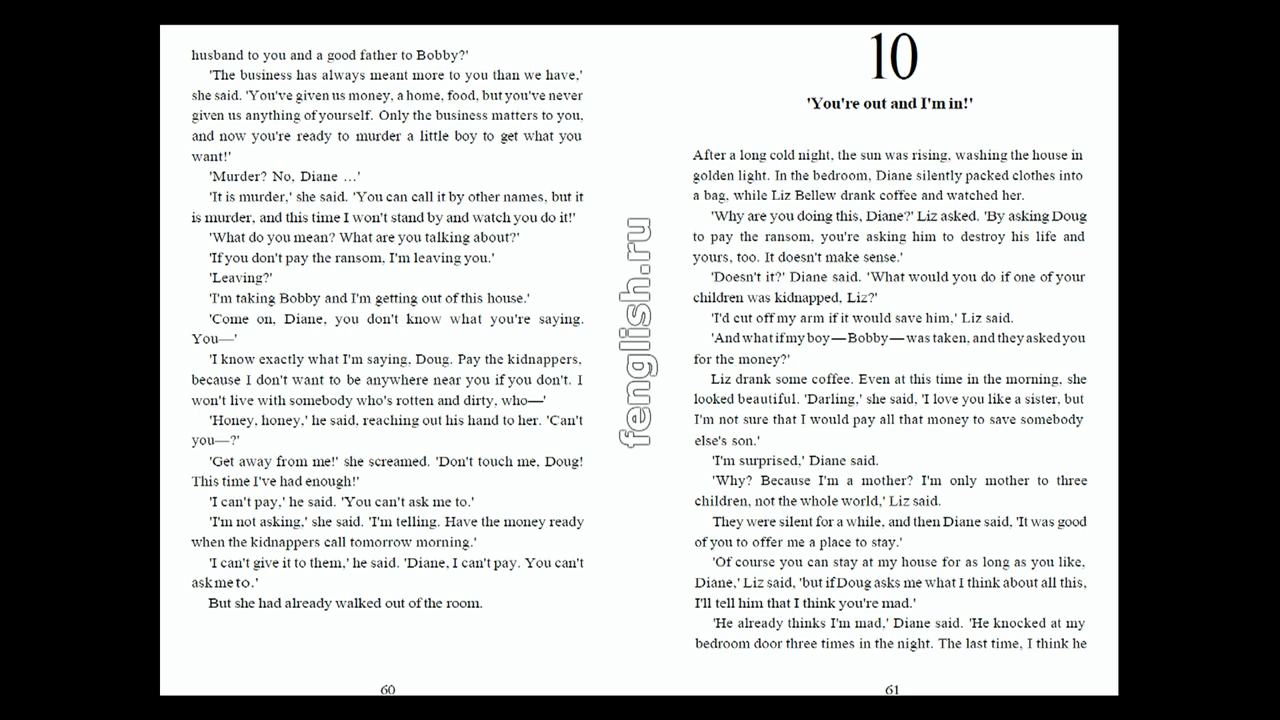 husband to you and a good father to Bobby?'
'The business has always meant more to you than we have,'
she said. 'You've given us money, a home, food, but you've never
given us anything of yourself. Only the business matters to you,
and now you're ready to murder a little boy to get what you
want!'
'Murder? No, Diane ...'
'It is murder,' she said. 'You can call it by other names, but it
is murder, and this time I won't stand by and watch you do it!'
'What do you mean? What are you talking about?'
'If you don't pay the ransom, I'm leaving you.'
'Leaving?'
'I'm taking Bobby and I'm getting out of this house.'
'Come on, Diane, you don't know what you're saying.
You—'
'I know exactly what I'm saying, Doug. Pay the kidnappers,
because I don't want to be anywhere near you if you don't. I
won't live with somebody who's rotten and dirty, who—'
'Honey, honey,' he said, reaching out his hand to her. 'Can't
you—?'
'Get away from me!' she screamed. 'Don't touch me, Doug!
This time I've had enough!'
'I can't pay,' he said. 'You can't ask me to.'
'I'm not asking,' she said. 'I'm telling. Have the money ready
when the kidnappers call tomorrow morning.'
'I can't give it to them,' he said. 'Diane, I can't pay. You can't
ask me to.'
But she had already walked out of the room.
60
fenglish.ru
10
'You're out and I'm in!'
After a long cold night, the sun was rising, washing the house in
golden light. In the bedroom, Diane silently packed clothes into
a bag, while Liz Bellew drank coffee and watched her.
'Why are you doing this, Diane?' Liz asked. 'By asking Doug
to pay the ransom, you're asking him to destroy his life and
yours, too. It doesn't make sense.'
'Doesn't it?' Diane said. 'What would you do if one of your
children was kidnapped, Liz?'
'I'd cut off my arm if it would save him,' Liz said.
'And what if my boy — Bobby — was taken, and they asked you
for the money?'
Liz drank some coffee. Even at this time in the morning, she
looked beautiful. 'Darling,' she said, 'I love you like a sister, but
I'm not sure that I would pay all that money to save somebody
else's son.'
'I'm surprised,' Diane said.
'Why? Because I'm a mother? I'm only mother to three
children, not the whole world,' Liz said.
They were silent for a while, and then Diane said, 'It was good
of you to offer me a place to stay.'
'Of course you can stay at my house for as long as you like,
Diane,' Liz said, 'but if Doug asks me what I think about all this,
I'll tell him that I think you're mad.'
'He already thinks I'm mad,' Diane said. 'He knocked at my
bedroom door three times in the night. The last time, I think he
61